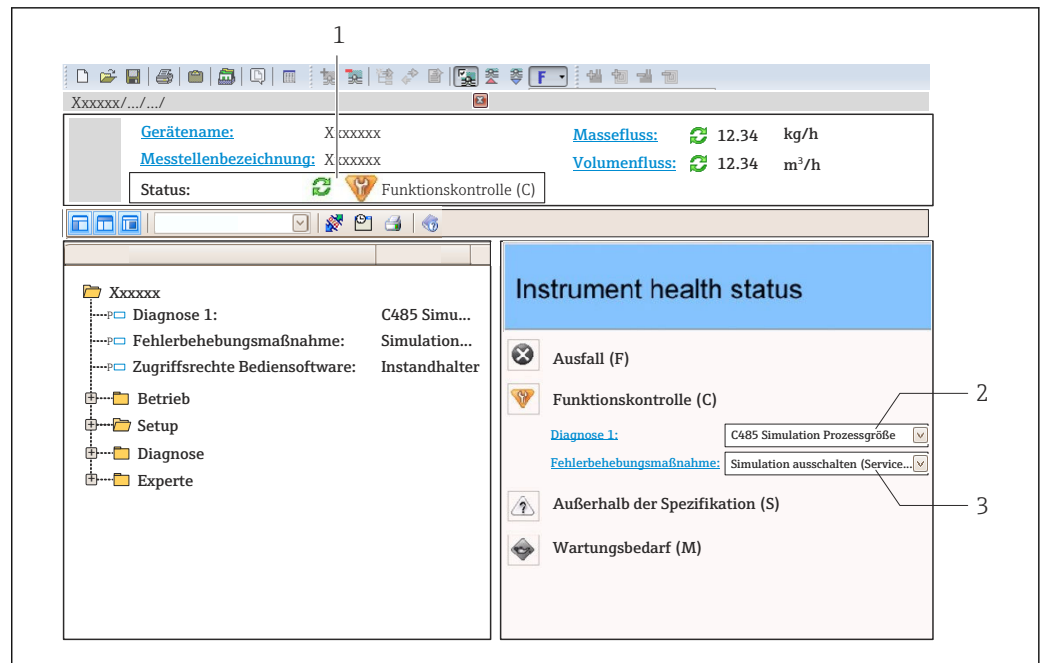 1
F
Xxxxxx/.../.../
Gerätename: Xxxxxxx
Massefluss: 12.34 kg/h
Messtellenbezeichnung: Xxxxxxx
Volumenfluss: 12.34 m³/h
Status: Funktionskontrolle (C)
Xxxxxx
Diagnose 1: C485 Simu...
Fehlerbehebungsmaßnahme: Simulation...
Zugriffsrechte Bediensoftware: Instandhalter
Betrieb
Setup
Diagnose
Experte
Instrument health status
Ausfall (F)
Funktionskontrolle (C)
2
Diagnose 1: C485 Simulation Prozessgröße
Fehlerbehebungsmaßnahme: Simulation ausschalten (Service...
Außerhalb der Spezifikation (S)
3
Wartungsbedarf (M)